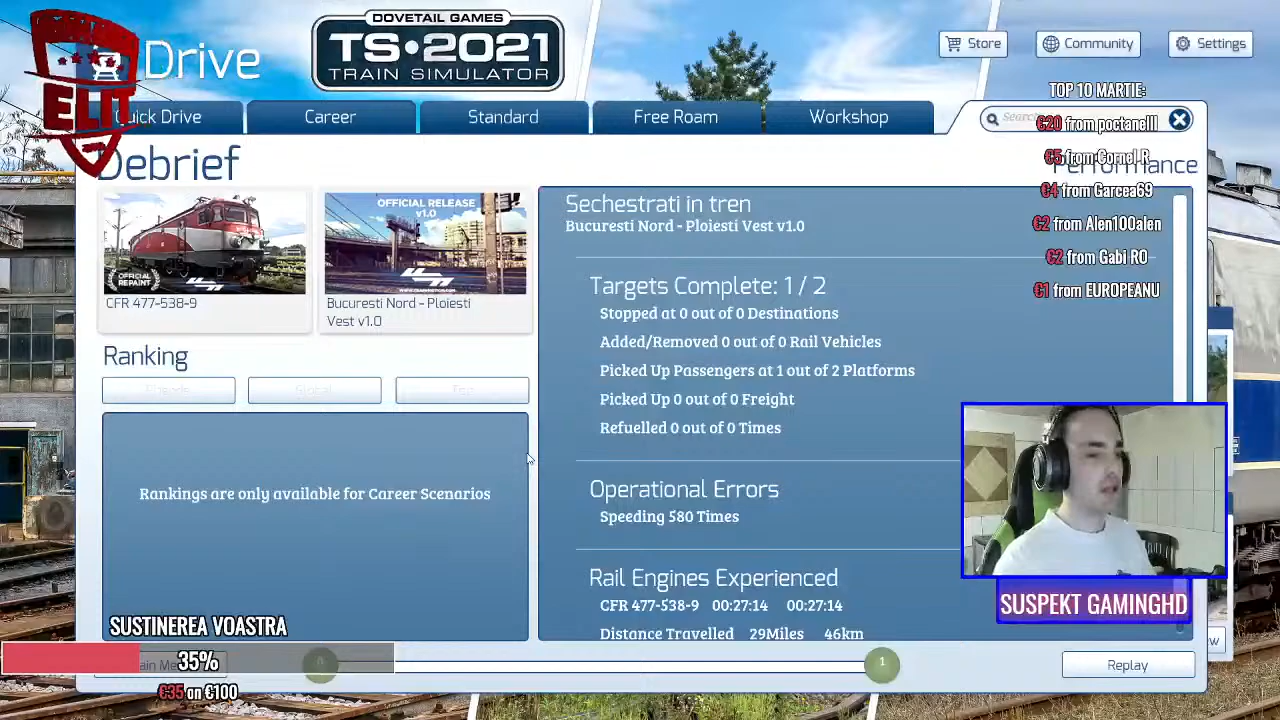 DOVETAIL GAMES
TS•2021
TRAIN SIMULATOR
ELIT
Drive
Store
Community
Settings
Quick Drive
Career
Standard
Free Roam
Workshop
TOP 10 MARTIE:
€20 from poctanelll
€5 from Cornel R
€4 from Garcea69
€2 from Alen100alen
€2 from Gabi RO
€1 from EUROPEANU
Debrief
Performance
OFFICIAL REPAINT
CFR 477-538-9
OFFICIAL RELEASE
v1.0
Bucuresti Nord - Ploiesti
Vest v1.0
Sechestrati in tren
Bucuresti Nord - Ploiesti Vest v1.0
Targets Complete: 1 / 2
Stopped at 0 out of 0 Destinations
Added/Removed 0 out of 0 Rail Vehicles
Picked Up Passengers at 1 out of 2 Platforms
Picked Up 0 out of 0 Freight
Refuelled 0 out of 0 Times
Operational Errors
Speeding 580 Times
Rail Engines Experienced
CFR 477-538-9 00:27:14 00:27:14
Distance Travelled 29Miles 46km
Ranking
Friends
Global
Rankings are only available for Career Scenarios
SUSPEKT GAMINGHD
SUSTINEREA VOASTRA
35%
€35 on €100
1
Replay